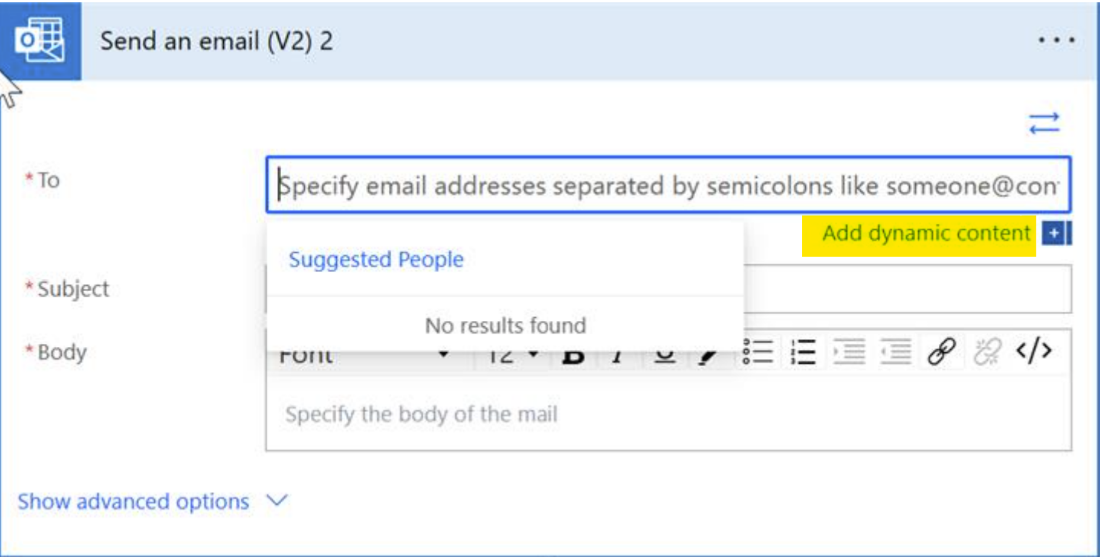 Send an email (V2) 2
* To
Specify email addresses separated by semicolons like someone@con
Add dynamic content +
Suggested People
* Subject
No results found
* Body
Font 12 B I U </>
Specify the body of the mail
Show advanced options